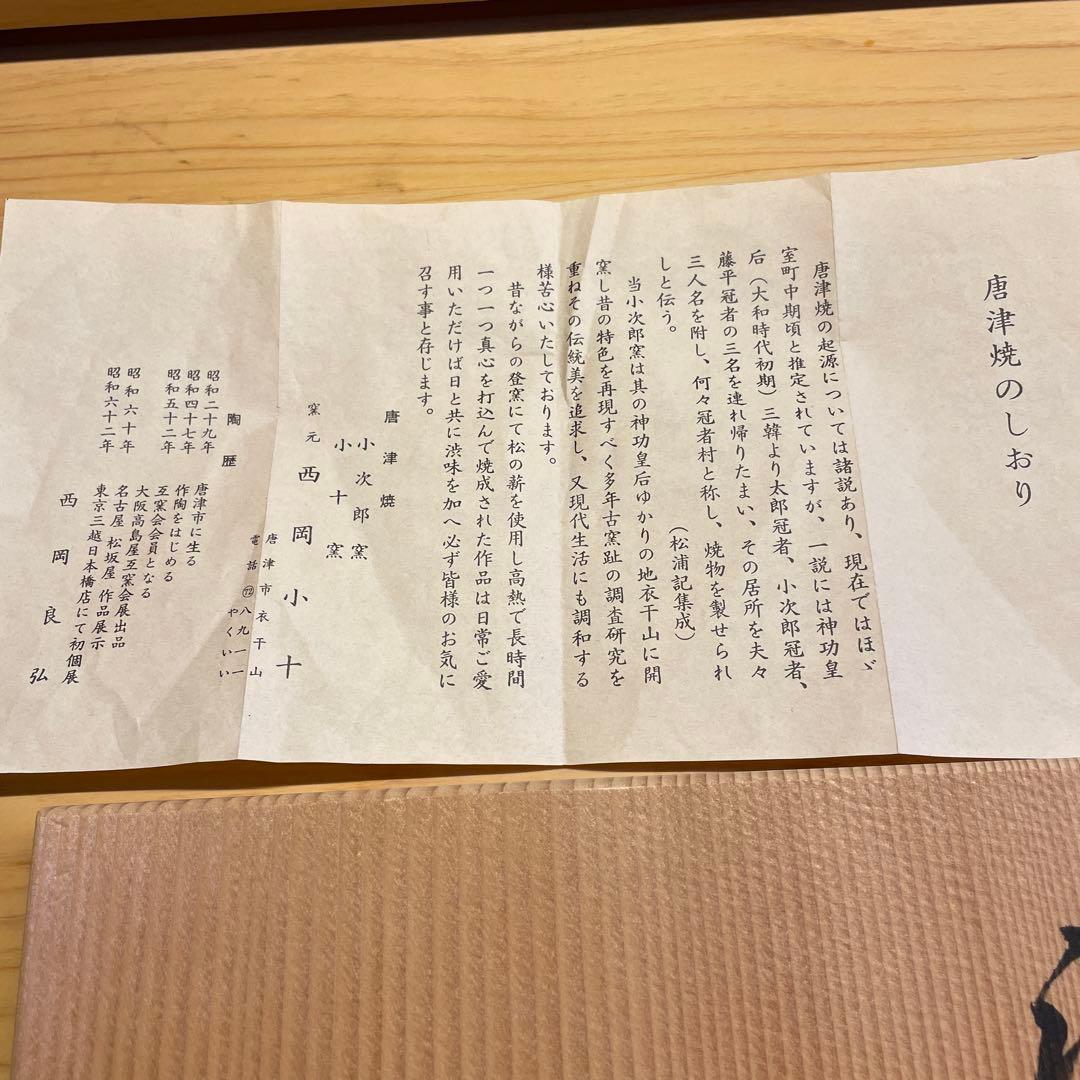 唐津焼のしおり
唐津焼の起源については諸説あり、現在ではほゞ
室町中期頃と推定されていますが、一説には神功皇
后（大和時代初期）三韓より太郎冠者、小次郎冠者、
藤平冠者の三名を連れ帰りたまい、その居所を夫々
三人名を附し、何々冠者村と称し、焼物を製せられ
しと伝う。
（松浦記集成）
当小次郎窯は其の神功皇后ゆかりの地衣干山に開
窯し昔の特色を再現すべく多年古窯趾の調査研究を
重ねその伝統美を追求し、又現代生活にも調和する
様苦心いたしております。
昔ながらの登窯にて松の薪を使用し高熱で長時間
一つ一つ真心を打込んで焼成された作品は日常ご愛
用いただけば日と共に渋味を加へ必ず皆様のお気に
召す事と存じます。
唐津焼
小次郎窯
小十窯
窯元 西岡小十
唐津市衣干山
電話㈦八九一一
やくいい
陶歴
昭和二十九年 唐津市に生る
昭和四十七年 作陶をはじめる
昭和五十二年 互窯会会員となる
大阪高島屋互窯会展出品
昭和六十年 名古屋 松坂屋 作品展示
昭和六十二年 東京三越日本橋店にて初個展
西岡良弘